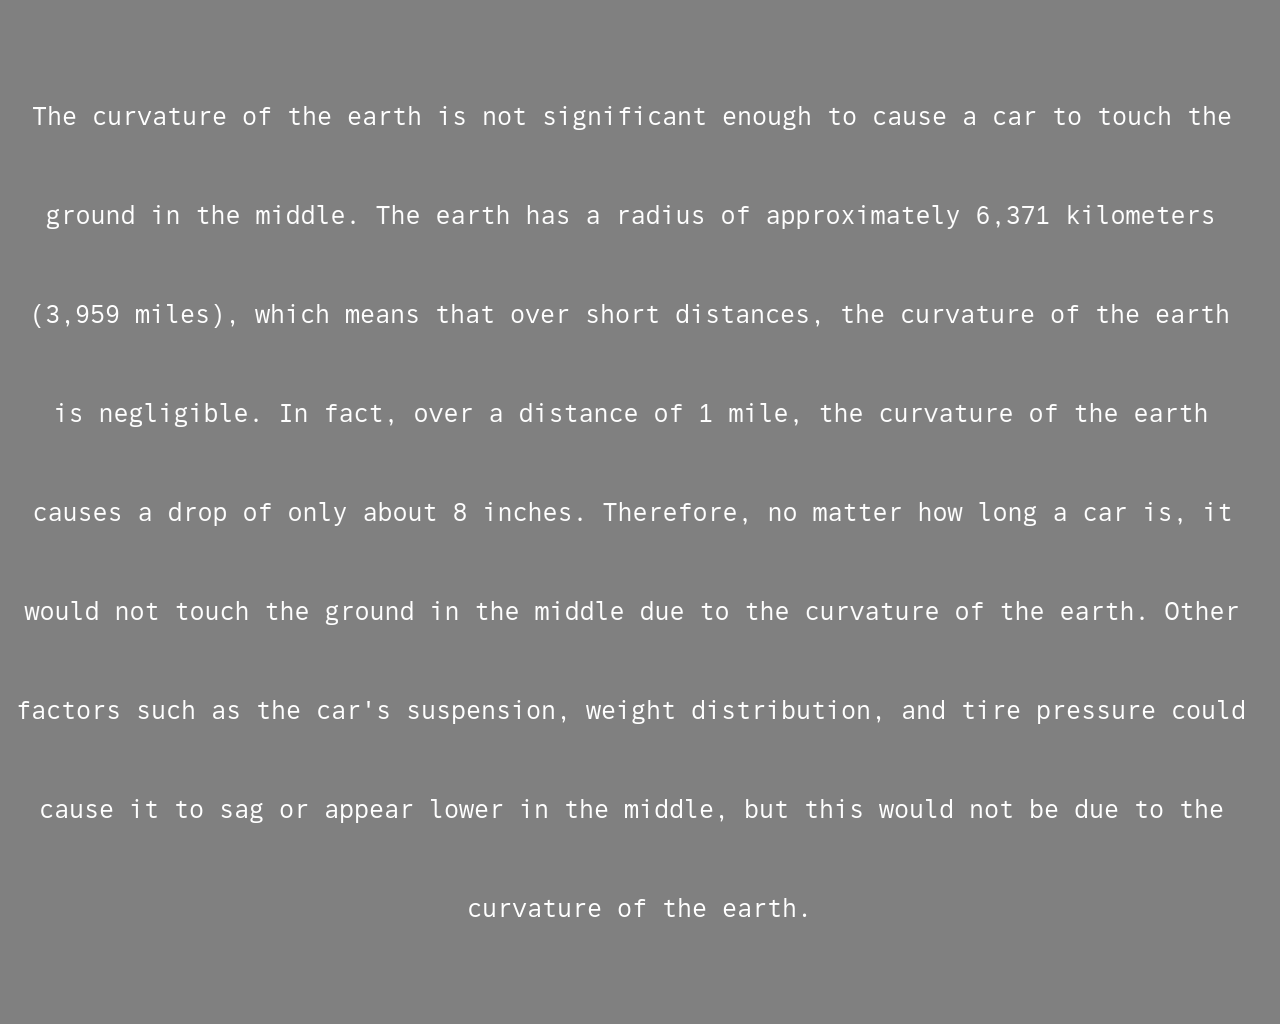 The curvature of the earth is not significant enough to cause a car to touch the
ground in the middle. The earth has a radius of approximately 6,371 kilometers
(3,959 miles), which means that over short distances, the curvature of the earth
is negligible. In fact, over a distance of 1 mile, the curvature of the earth
causes a drop of only about 8 inches. Therefore, no matter how long a car is, it
would not touch the ground in the middle due to the curvature of the earth. Other
factors such as the car's suspension, weight distribution, and tire pressure could
cause it to sag or appear lower in the middle, but this would not be due to the
curvature of the earth.